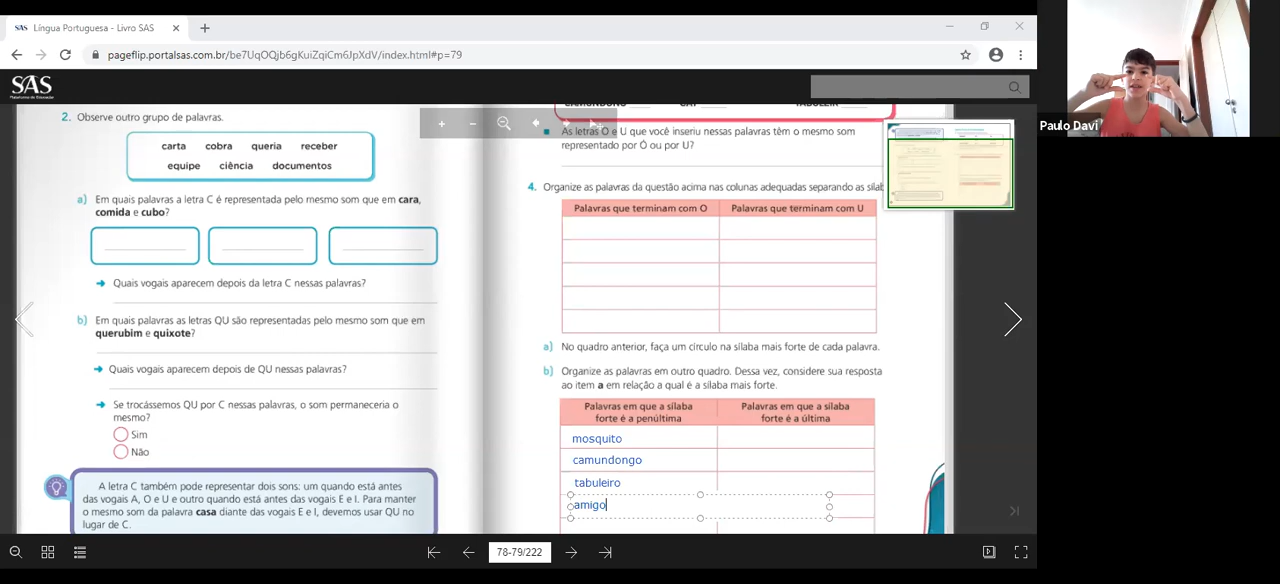 SAS Língua Portuguesa - Livro SAS
pageflip.portalsas.com.br/be7UqOQjb6gKuiZqiCm6JpXdV/index.html#p=79
SAS
Plataforma de Educação
2. Observe outro grupo de palavras.
carta cobra queria receber
equipe ciência documentos
a) Em quais palavras a letra C é representada pelo mesmo som que em cara,
comida e cubo?
Quais vogais aparecem depois da letra C nessas palavras?
b) Em quais palavras as letras QU são representadas pelo mesmo som que em
querubim e quixote?
Quais vogais aparecem depois de QU nessas palavras?
Se trocássemos QU por C nessas palavras, o som permaneceria o
mesmo?
Sim
Não
A letra C também pode representar dois sons: um quando está antes
das vogais A, O e U e outro quando está antes das vogais E e I. Para manter
o mesmo som da palavra casa diante das vogais E e I, devemos usar QU no
lugar de C.
As letras O e U que você inseriu nessas palavras têm o mesmo som
representado por O ou por U?
4. Organize as palavras da questão acima nas colunas adequadas separando as síla
Palavras que terminam com O Palavras que terminam com U
a) No quadro anterior, faça um círculo na sílaba mais forte de cada palavra.
b) Organize as palavras em outro quadro. Dessa vez, considere sua resposta
ao item a em relação a qual é a sílaba mais forte.
Palavras em que a sílaba forte é a penúltima Palavras em que a sílaba forte é a última
mosquito
camundongo
tabuleiro
amigo
78-79/222
Paulo Davi